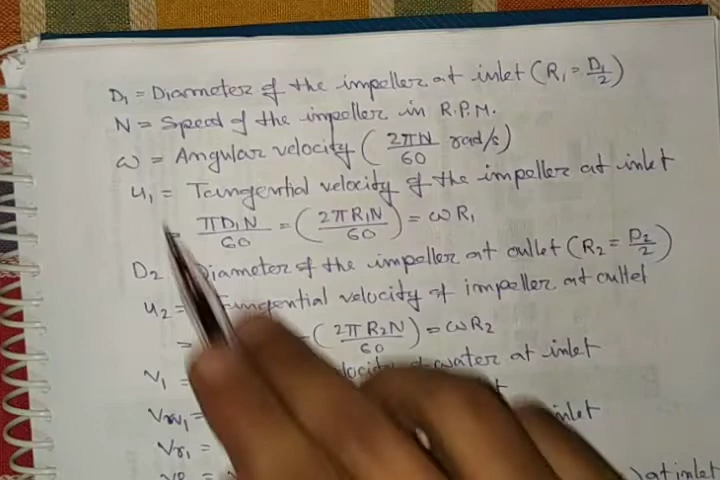 D₁ = Diameter of the impeller at inlet (R₁ = D₁/2)
N = Speed of the impeller in R.P.M.
ω = Angular velocity (2πN/60 rad/s)
u₁ = Tangential velocity of the impeller at inlet
= πD₁N/60 = (2πR₁N/60) = ωR₁
D₂ Diameter of the impeller at outlet (R₂ = D₂/2)
u₂ = Tangential velocity of impeller at outlet
= (2πR₂N/60) = ωR₂
V₁ = water at inlet
Vw₁ = inlet
Vr₁ =
at inlet